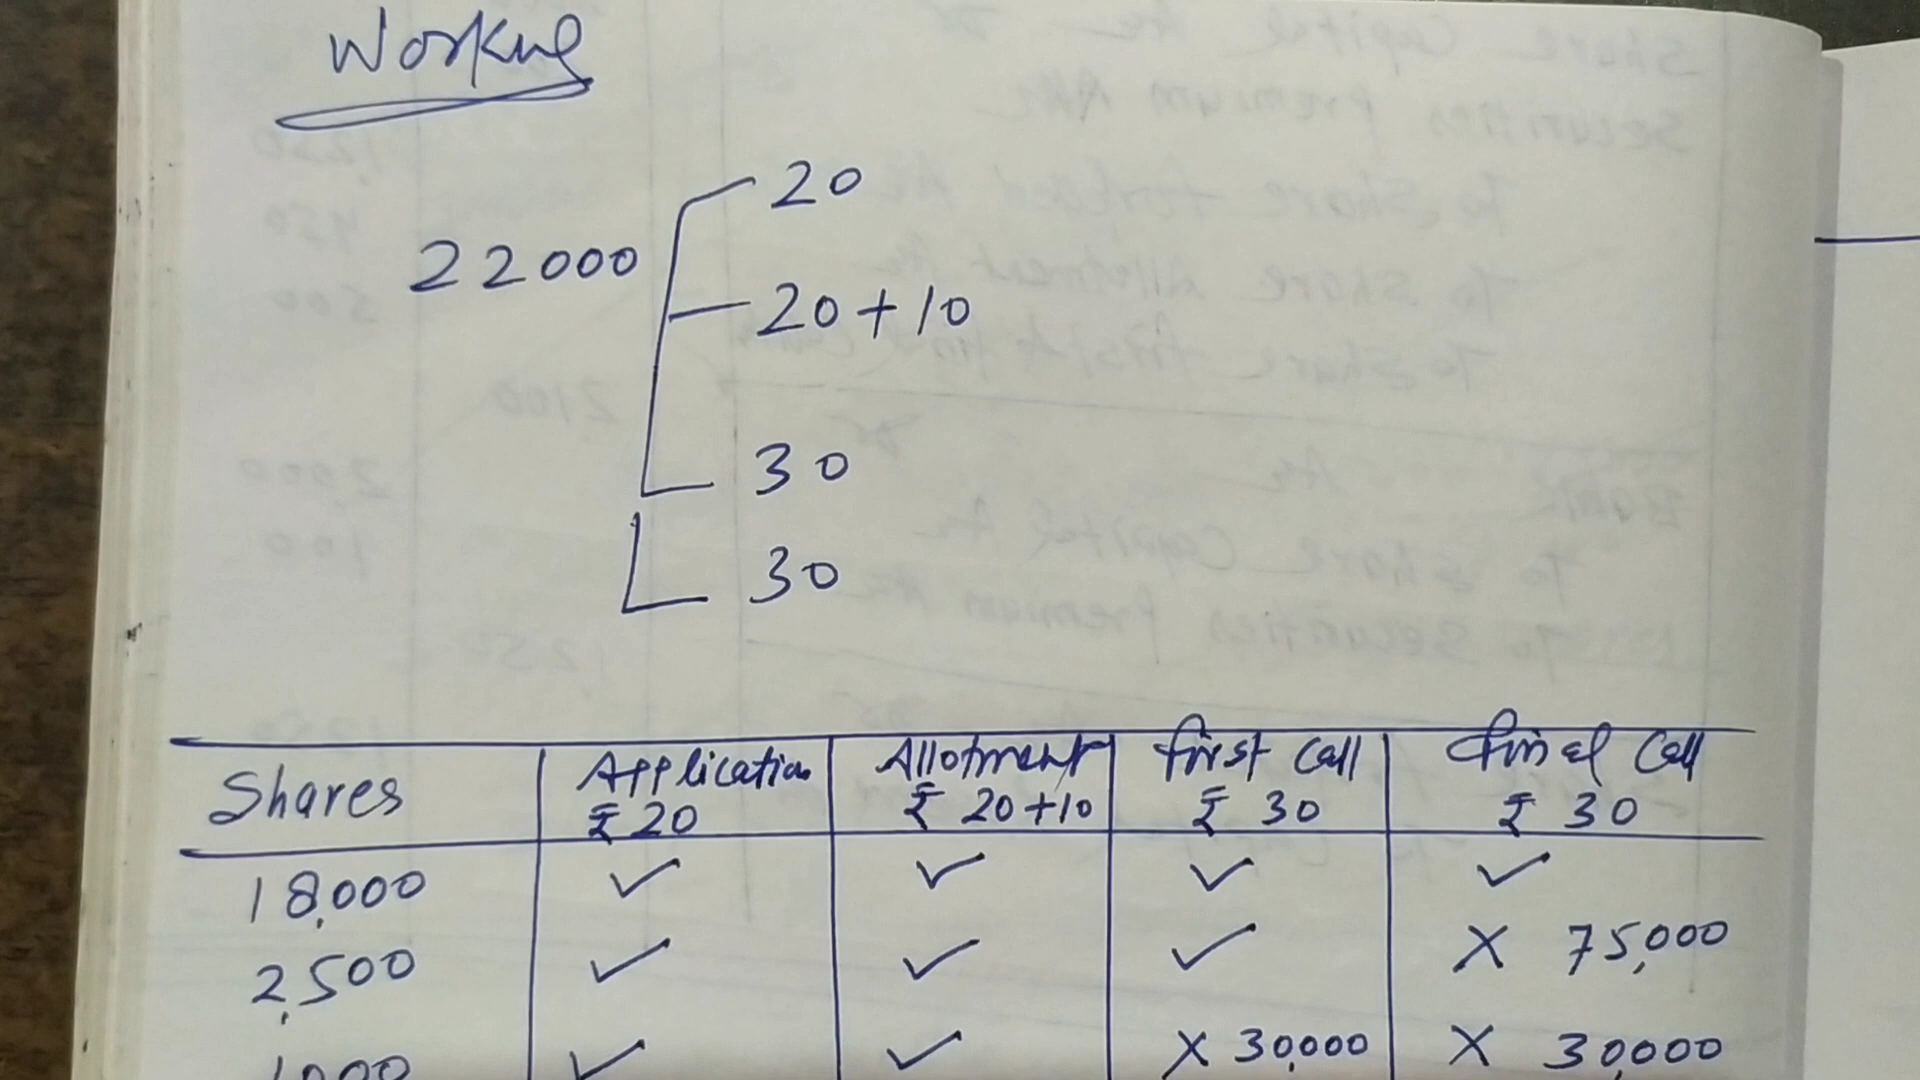 Working
20
22000
20+10
30
30
Shares Application ₹ 20 Allotment ₹ 20+10 First Call ₹ 30 Final Call ₹ 30
18,000 ✓ ✓ ✓ ✓
2,500 ✓ ✓ ✓ X 75,000
1000 ✓ ✓ X 30,000 X 30,000